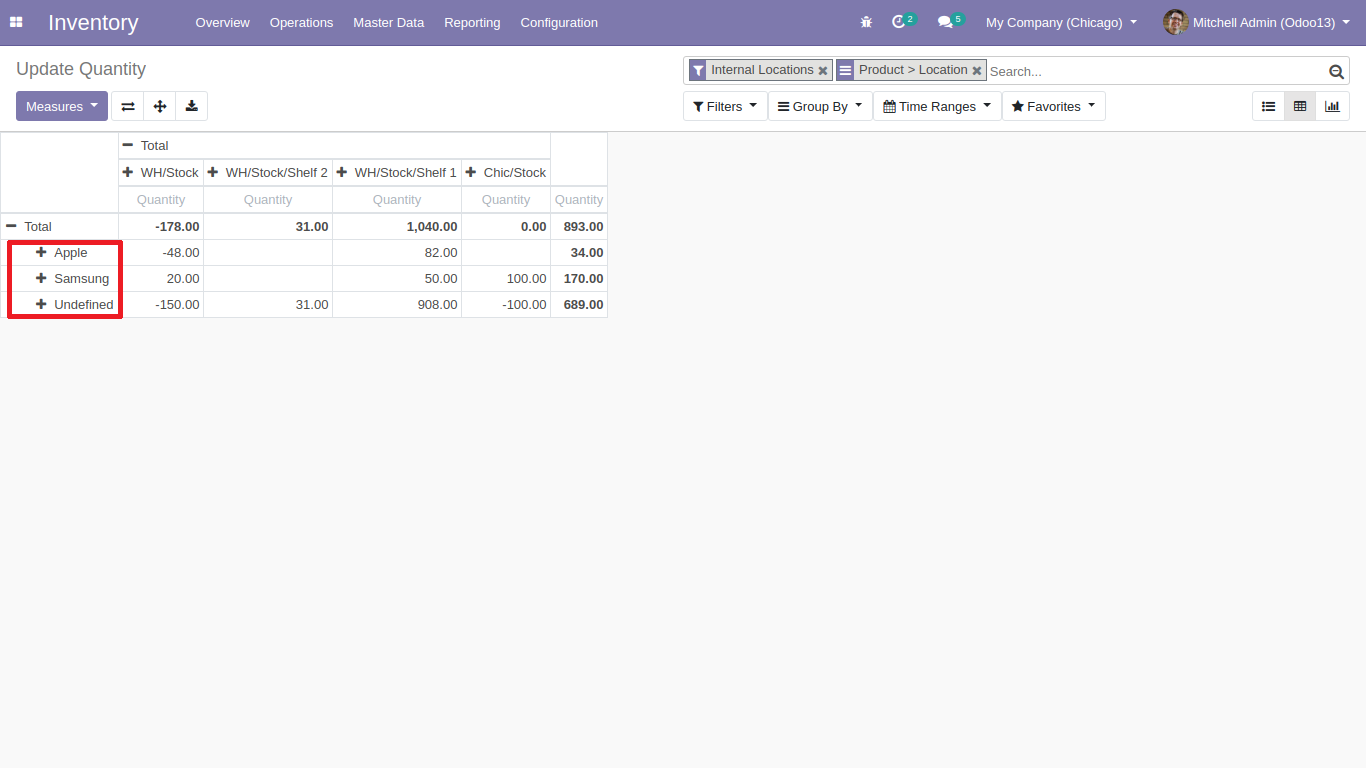 Inventory Overview Operations Master Data Reporting Configuration 2 5 My Company (Chicago) Mitchell Admin (Odoo13)
Update Quantity
Internal Locations Product > Location Search...
Measures Filters Group By Time Ranges Favorites
Total
WH/Stock WH/Stock/Shelf 2 WH/Stock/Shelf 1 Chic/Stock
Quantity Quantity Quantity Quantity Quantity
Total -178.00 31.00 1,040.00 0.00 893.00
Apple -48.00 82.00 34.00
Samsung 20.00 50.00 100.00 170.00
Undefined -150.00 31.00 908.00 -100.00 689.00